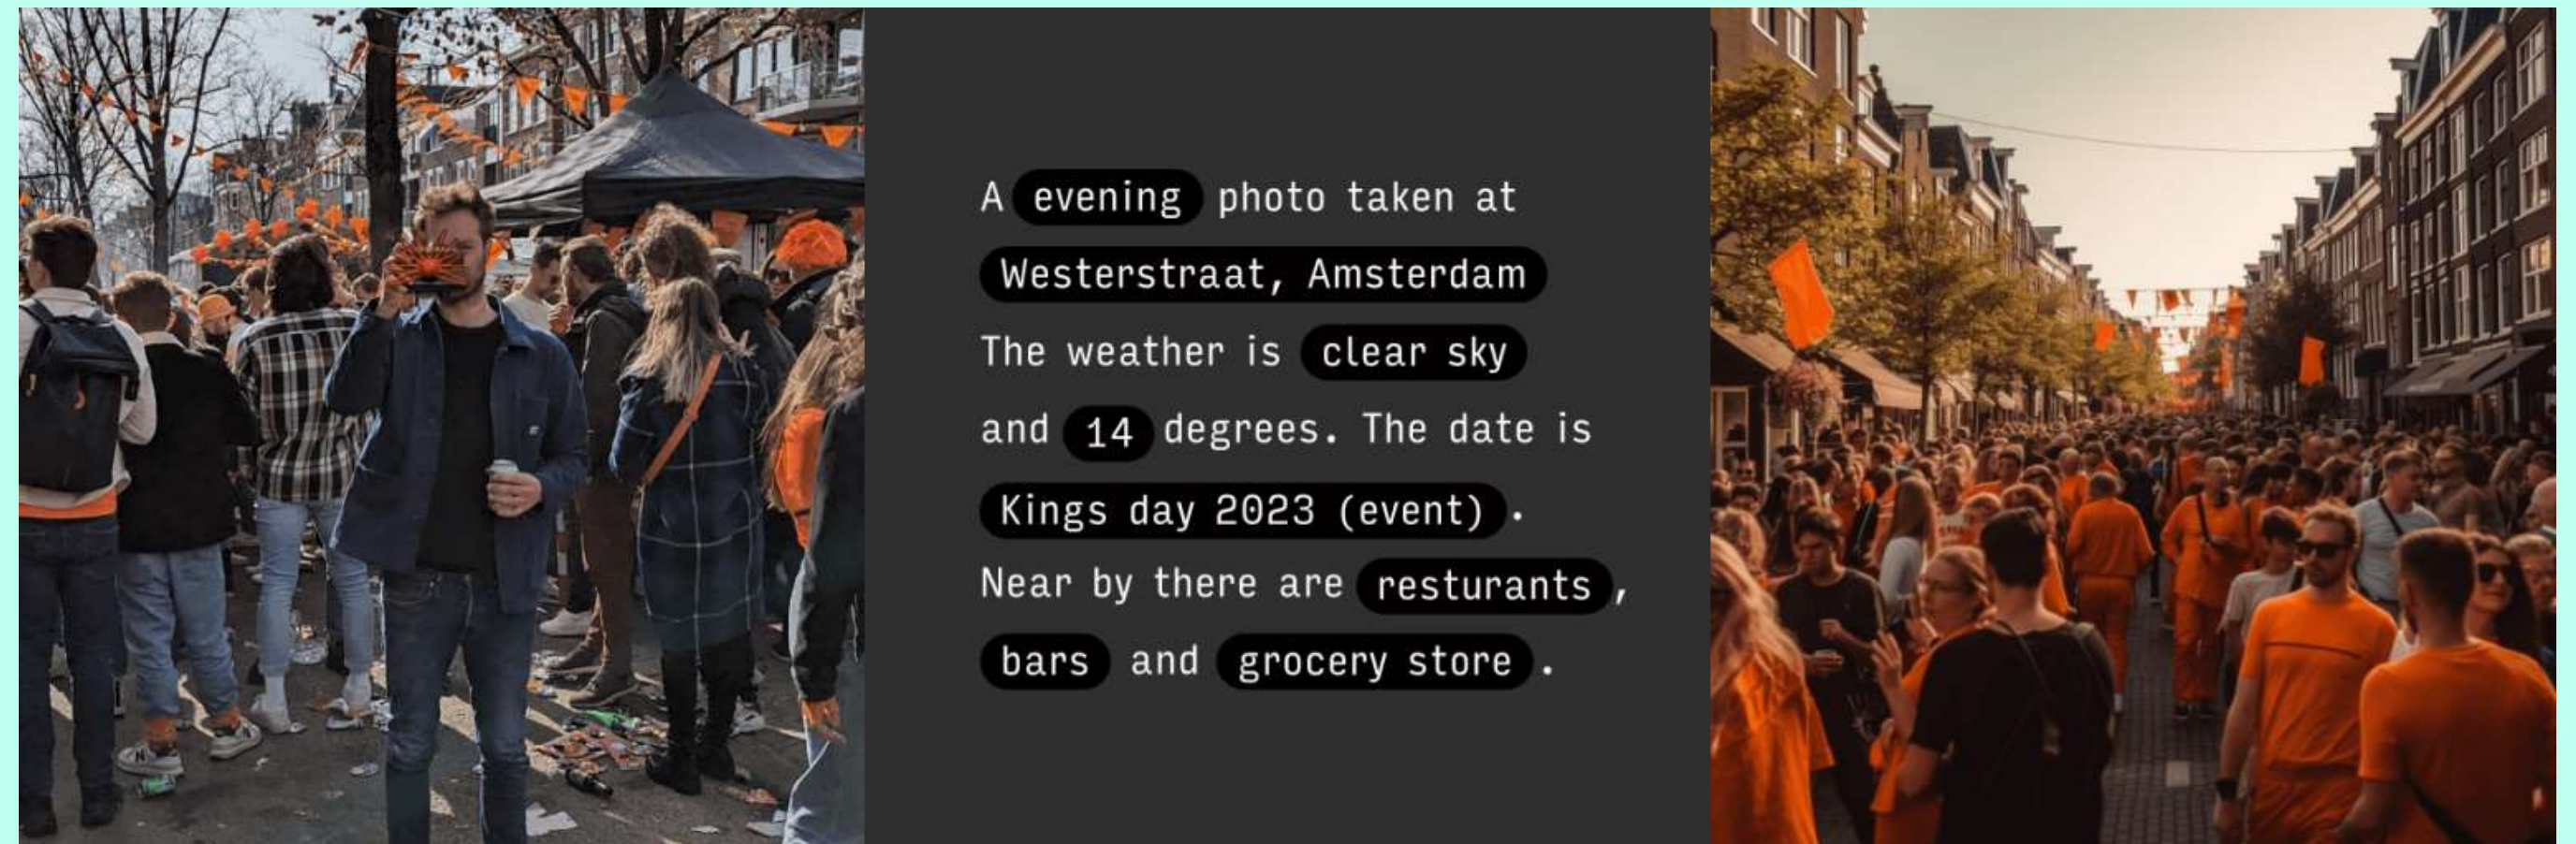 A evening photo taken at
Westerstraat, Amsterdam
The weather is clear sky
and 14 degrees. The date is
Kings day 2023 (event).
Near by there are resturants,
bars and grocery store.